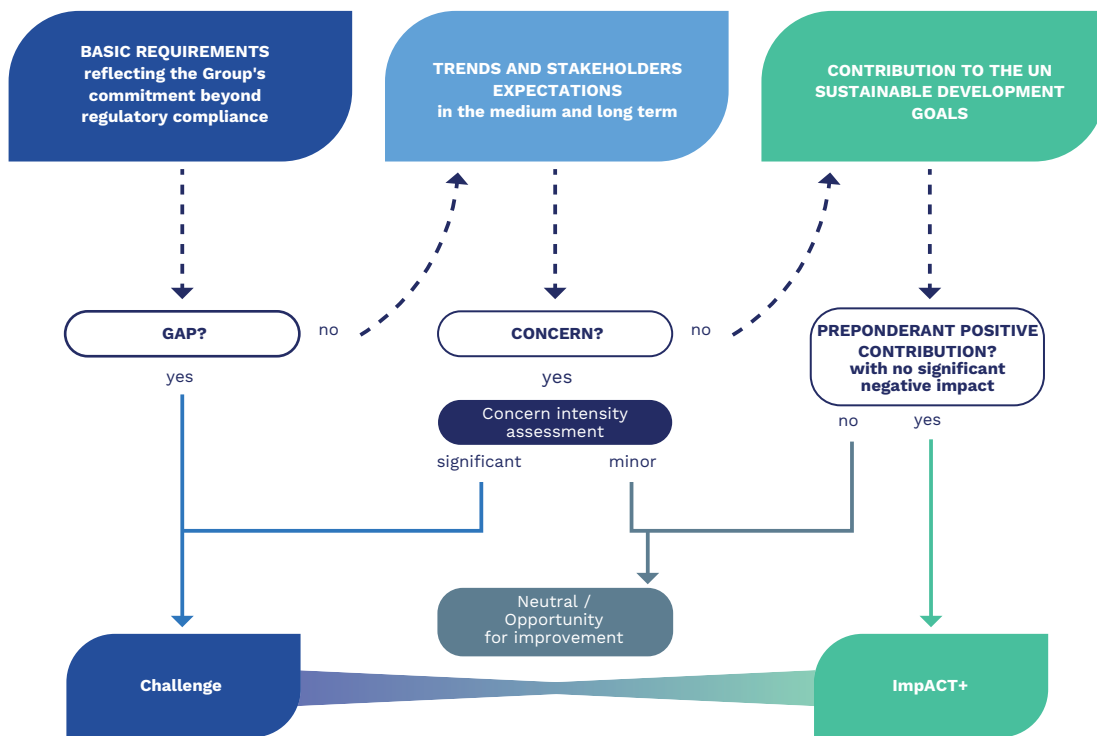 BASIC REQUIREMENTS
reflecting the Group's
commitment beyond
regulatory compliance
TRENDS AND STAKEHOLDERS
EXPECTATIONS
in the medium and long term
CONTRIBUTION TO THE UN
SUSTAINABLE DEVELOPMENT
GOALS
GAP?
no
CONCERN?
no
PREPONDERANT POSITIVE
CONTRIBUTION?
with no significant
negative impact
yes
yes
Concern intensity
assessment
no
yes
significant
minor
Neutral /
Opportunity
for improvement
Challenge
ImpACT+